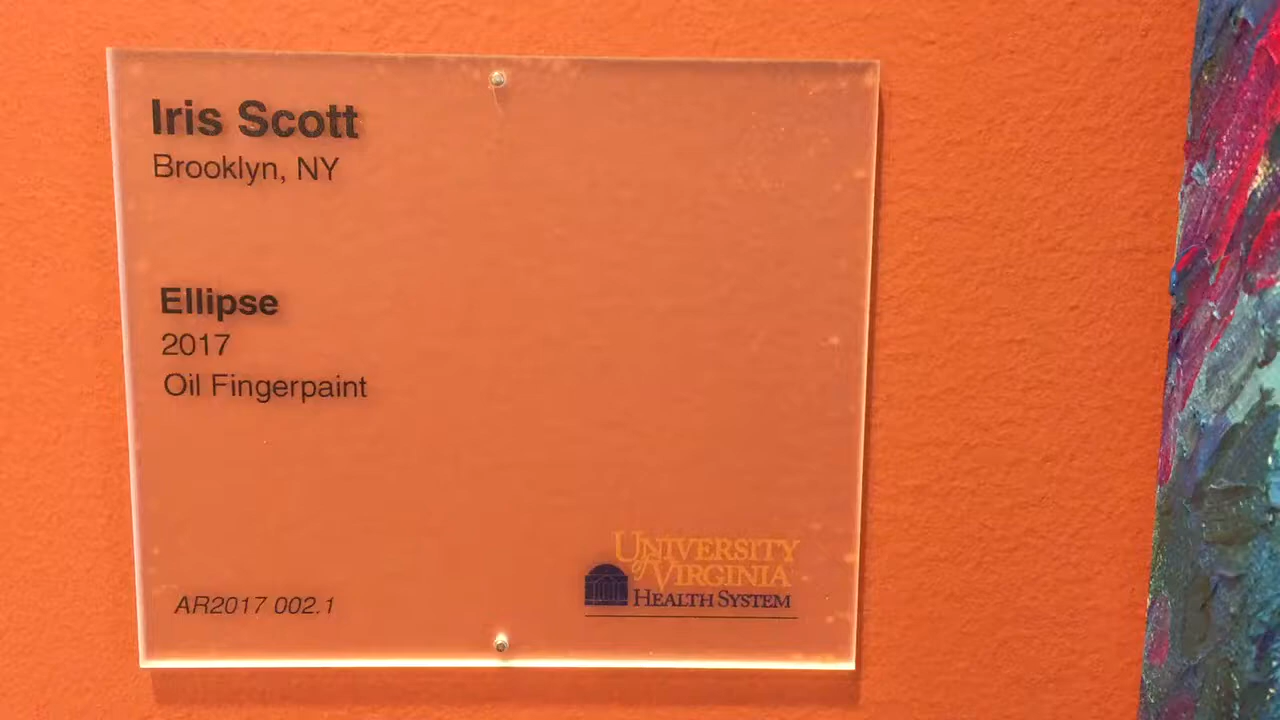 Iris Scott
Brooklyn, NY
Ellipse
2017
Oil Fingerpaint
AR2017 002.1
UNIVERSITY
of VIRGINIA
HEALTH SYSTEM